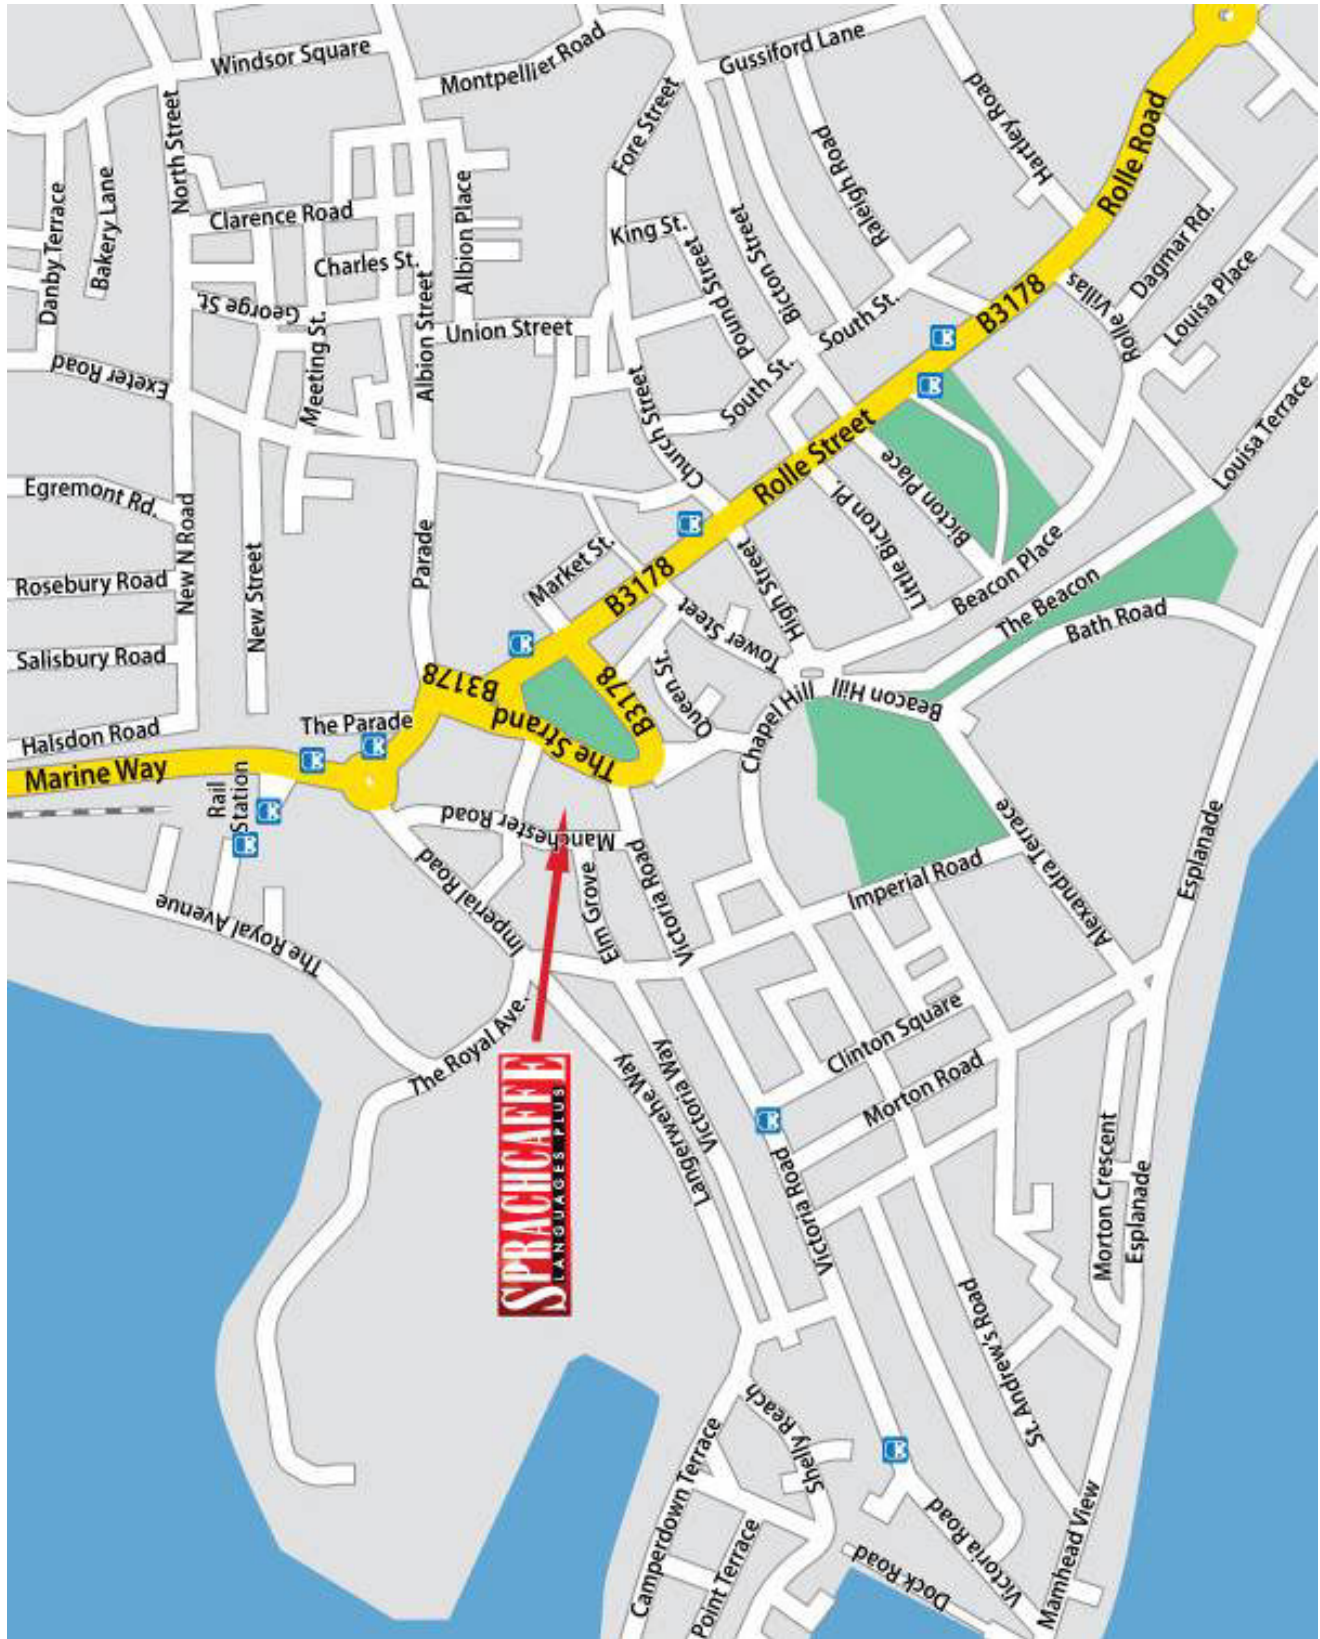 Windsor Square
Montpellier Road
Gussiford Lane
Fore Street
North Street
Hartley Road
Rolle Road
Danby Terrace
Bakery Lane
Clarence Road
Albion Place
Raleigh Road
King St.
Charles St.
Pound Street
Bicton Street
Dagmar Rd.
George St.
Albion Street
Union Street
South St.
B3178
Rolle Villas
Louisa Place
Exeter Road
Meeting St.
Church Street
South St.
Rolle Street
Louisa Terrace
Egremont Rd.
New N Road
Parade
Market St.
Little Bicton Pl.
Bicton Place
Rosebury Road
New Street
B3178
High Street
Beacon Place
The Beacon
Bath Road
Salisbury Road
Tower Steet
B3178
B3178
Queen St.
Chapel Hill
Beacon Hill
Halsdon Road
The Parade
The Strand
Marine Way
Rail
Station
Manchester Road
Imperial Road
Elm Grove
Victoria Road
Imperial Road
Alexandra Terrace
Esplanade
The Royal Avenue
The Royal Ave.
Clinton Square
Morton Road
Langerwehe Way
Victoria Way
SPRACHCAFFE
LANGUAGES PLUS
Victoria Road
Morton Crescent
Esplanade
St. Andrew's Road
Shelly Reach
Camperdown Terrace
Point Terrace
Dock Road
Victoria Road
Mamhead View